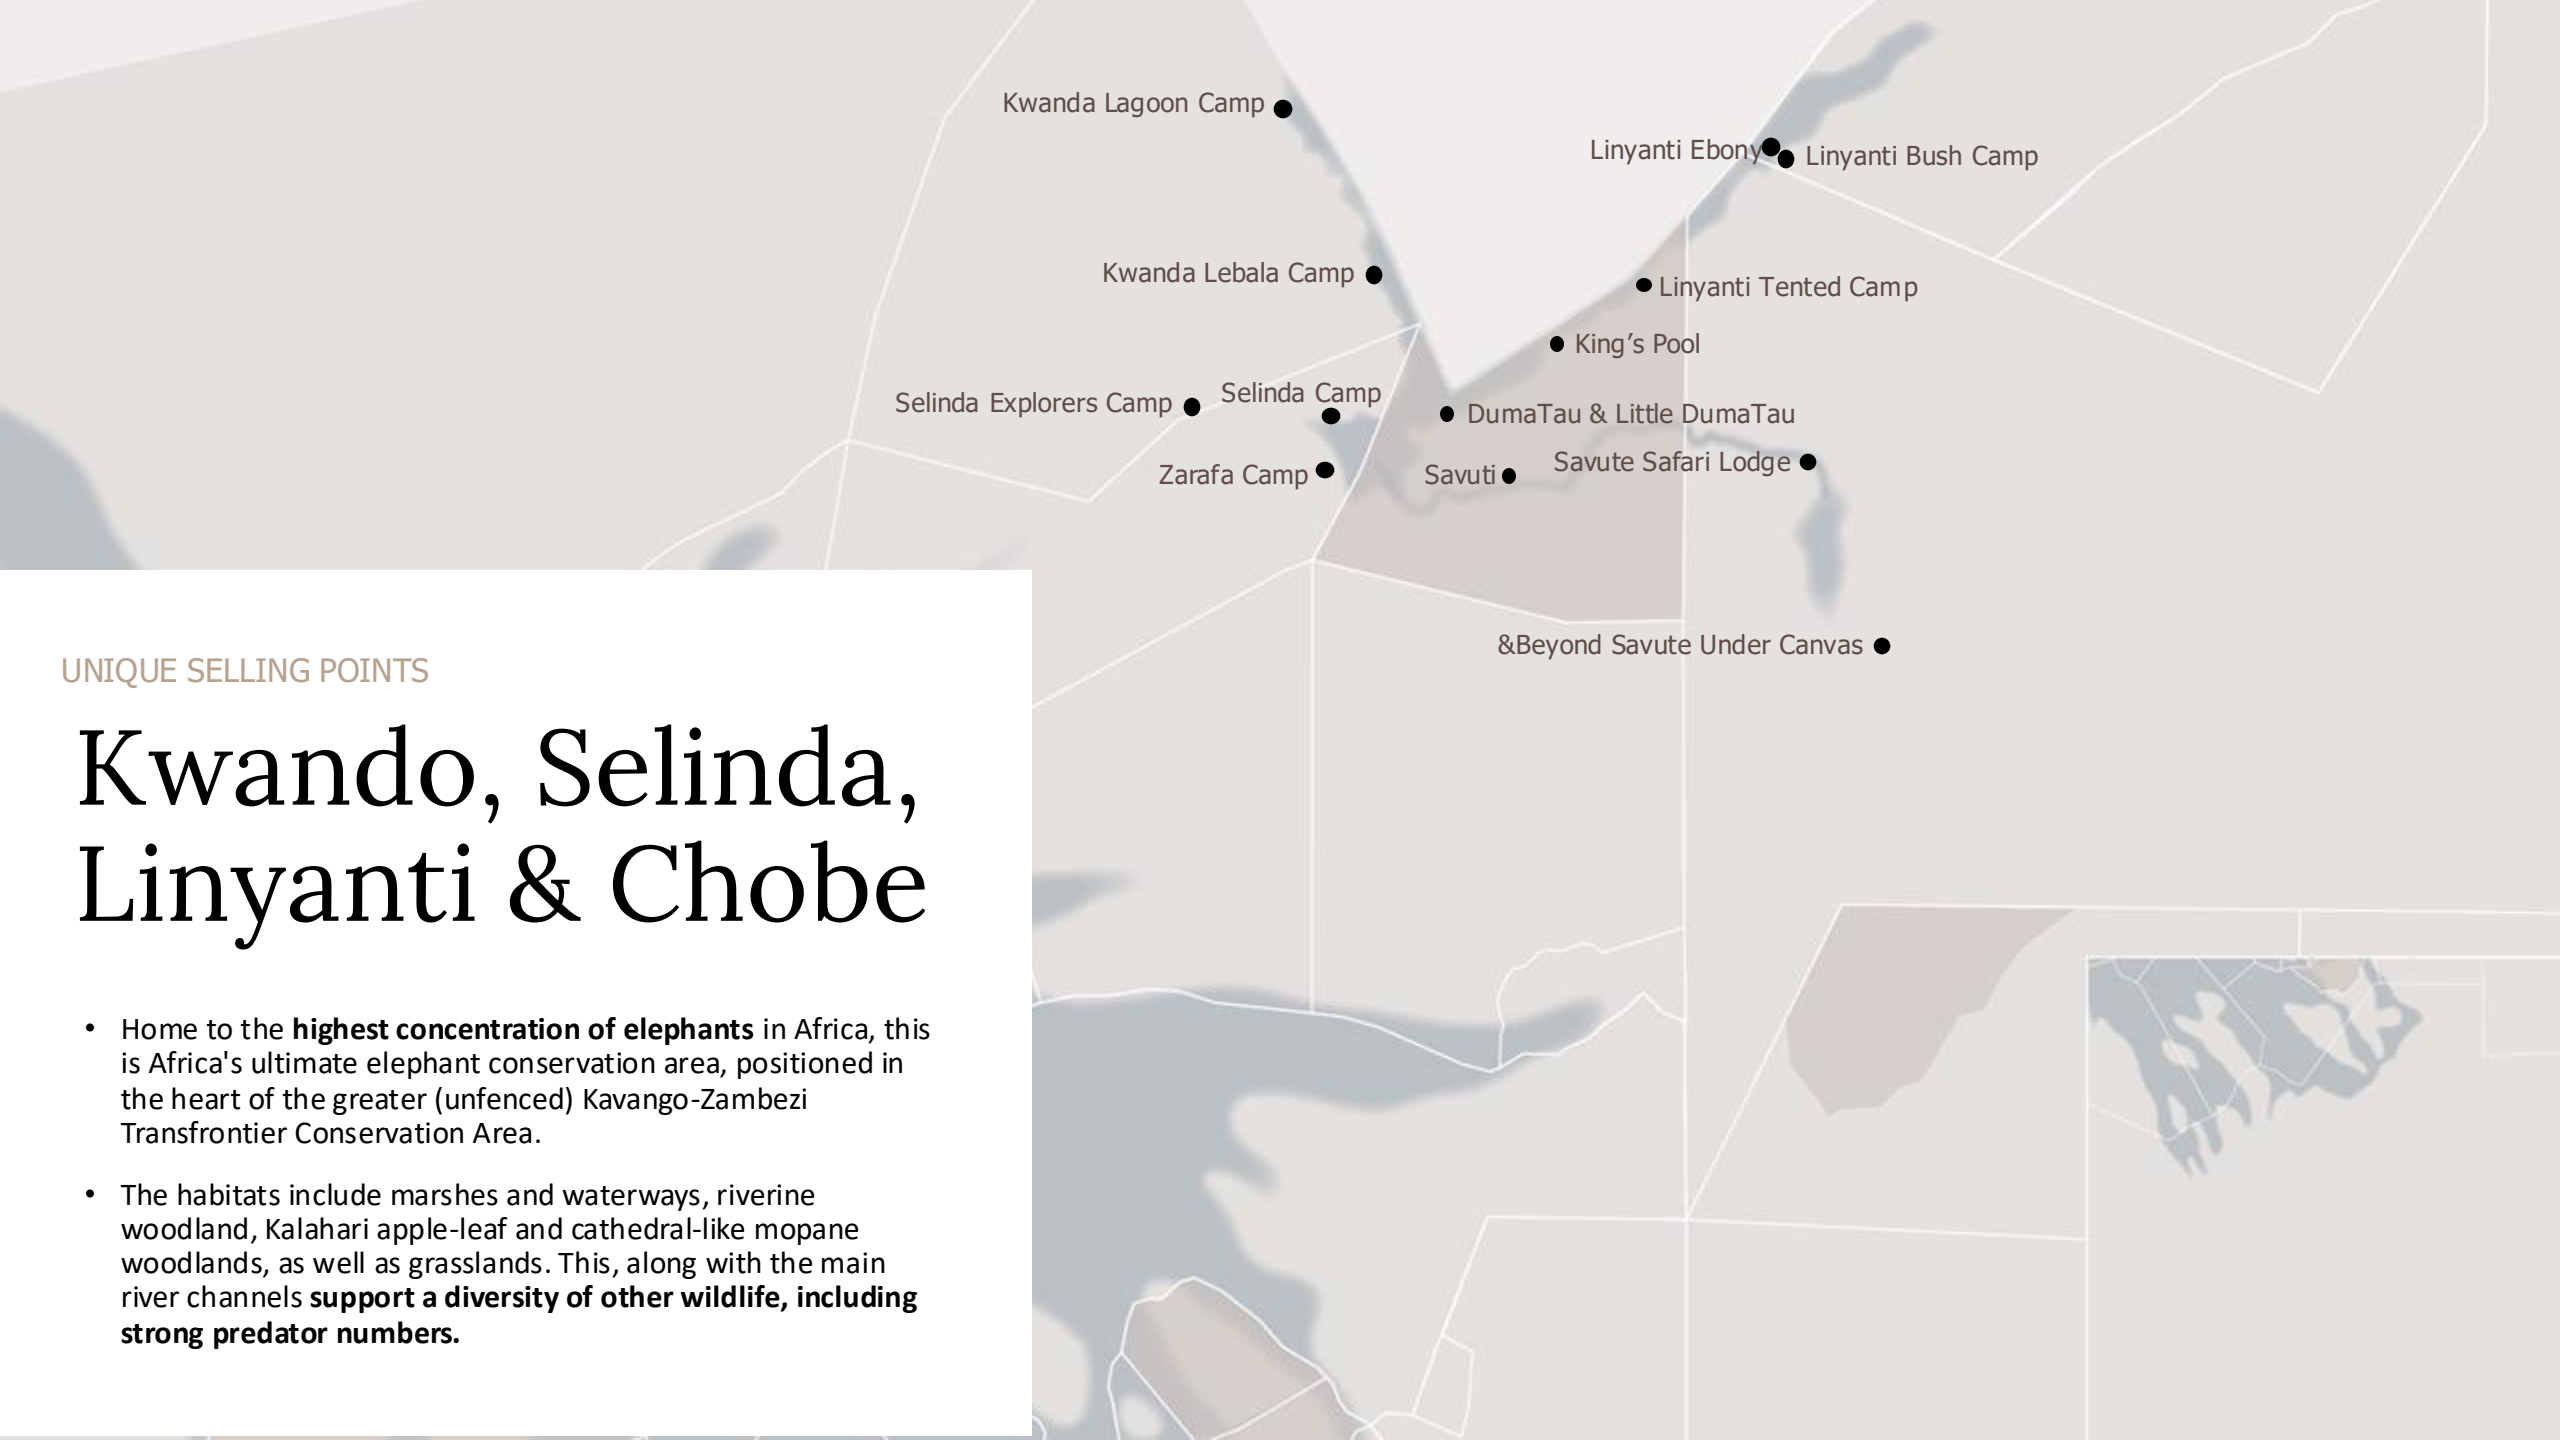 Kwanda Lagoon Camp
Linyanti Ebony
Linyanti Bush Camp
Kwanda Lebala Camp
Linyanti Tented Camp
King’s Pool
Selinda Explorers Camp
Selinda Camp
DumaTau & Little DumaTau
Zarafa Camp
Savuti
Savute Safari Lodge
&Beyond Savute Under Canvas
UNIQUE SELLING POINTS
Kwando, Selinda,
Linyanti & Chobe
• Home to the highest concentration of elephants in Africa, this
is Africa's ultimate elephant conservation area, positioned in
the heart of the greater (unfenced) Kavango-Zambezi
Transfrontier Conservation Area.
• The habitats include marshes and waterways, riverine
woodland, Kalahari apple-leaf and cathedral-like mopane
woodlands, as well as grasslands. This, along with the main
river channels support a diversity of other wildlife, including
strong predator numbers.